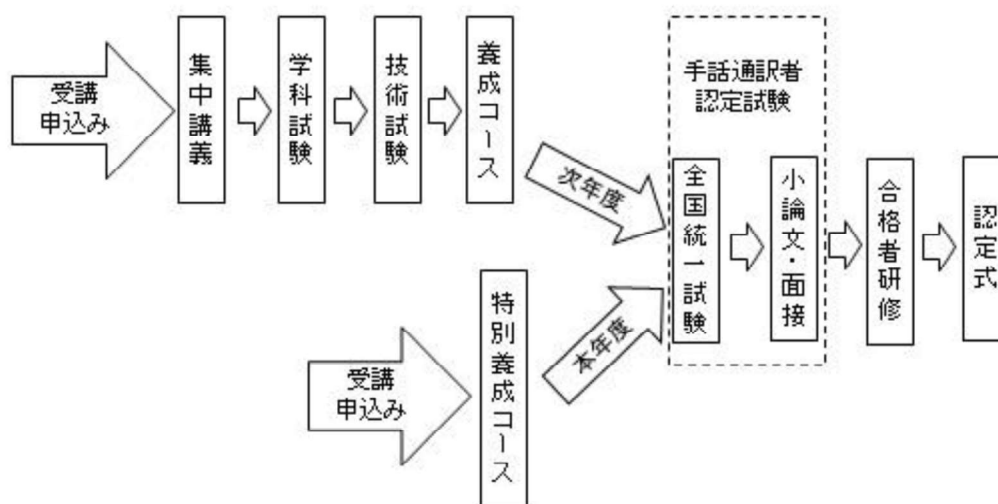 受講
申込み
集中講義
学科試験
技術試験
養成コース
次年度
受講
申込み
特別養成コース
本年度
手話通訳者
認定試験
全国統一試験
小論文・面接
合格者研修
認定式